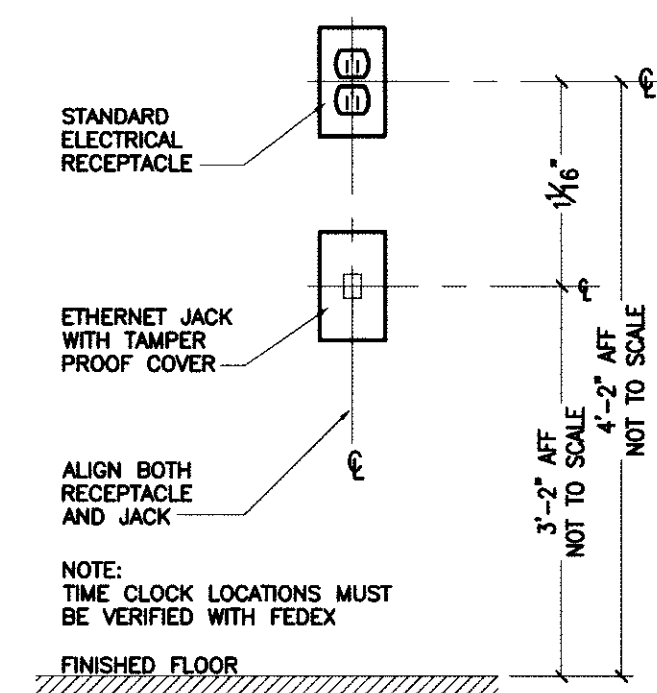 STANDARD
ELECTRICAL
RECEPTACLE
℄
1/16"
ETHERNET JACK
WITH TAMPER
PROOF COVER
℄
℄
ALIGN BOTH
RECEPTACLE
AND JACK
3'-2" AFF
NOT TO SCALE
4'-2" AFF
NOT TO SCALE
NOTE:
TIME CLOCK LOCATIONS MUST
BE VERIFIED WITH FEDEX
FINISHED FLOOR